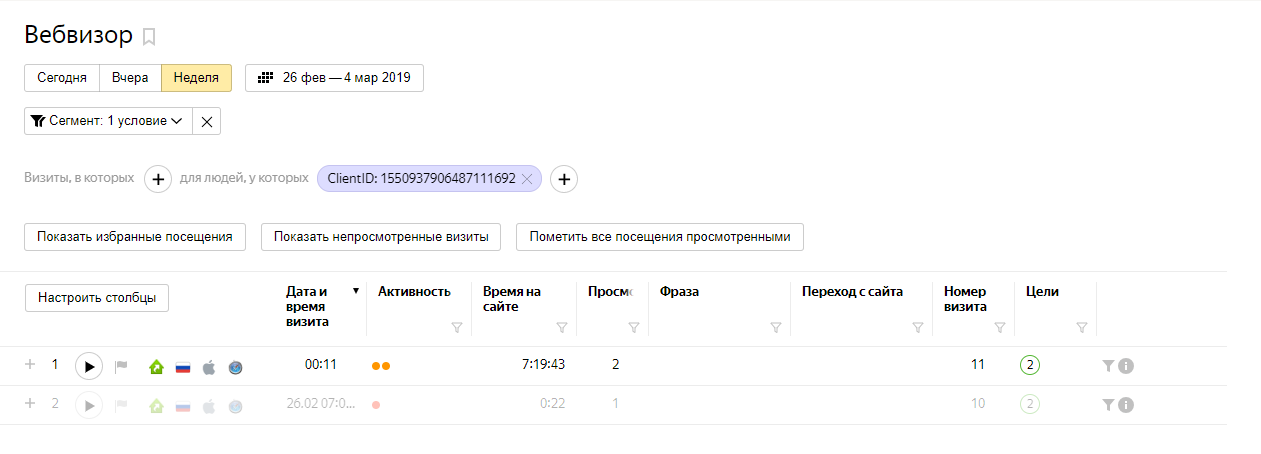 Вебвизор
Сегодня Вчера Неделя 26 фев — 4 мар 2019
Сегмент: 1 условие
Визиты, в которых + для людей, у которых ClientID: 1550937906487111692 +
Показать избранные посещения Показать непросмотренные визиты Пометить все посещения просмотренными
Настроить столбцы Дата и время визита Активность Время на сайте Просмо Фраза Переход с сайта Номер визита Цели
+ 1 00:11 7:19:43 2 11 2
+ 2 26.02 07:0... 0:22 1 10 2